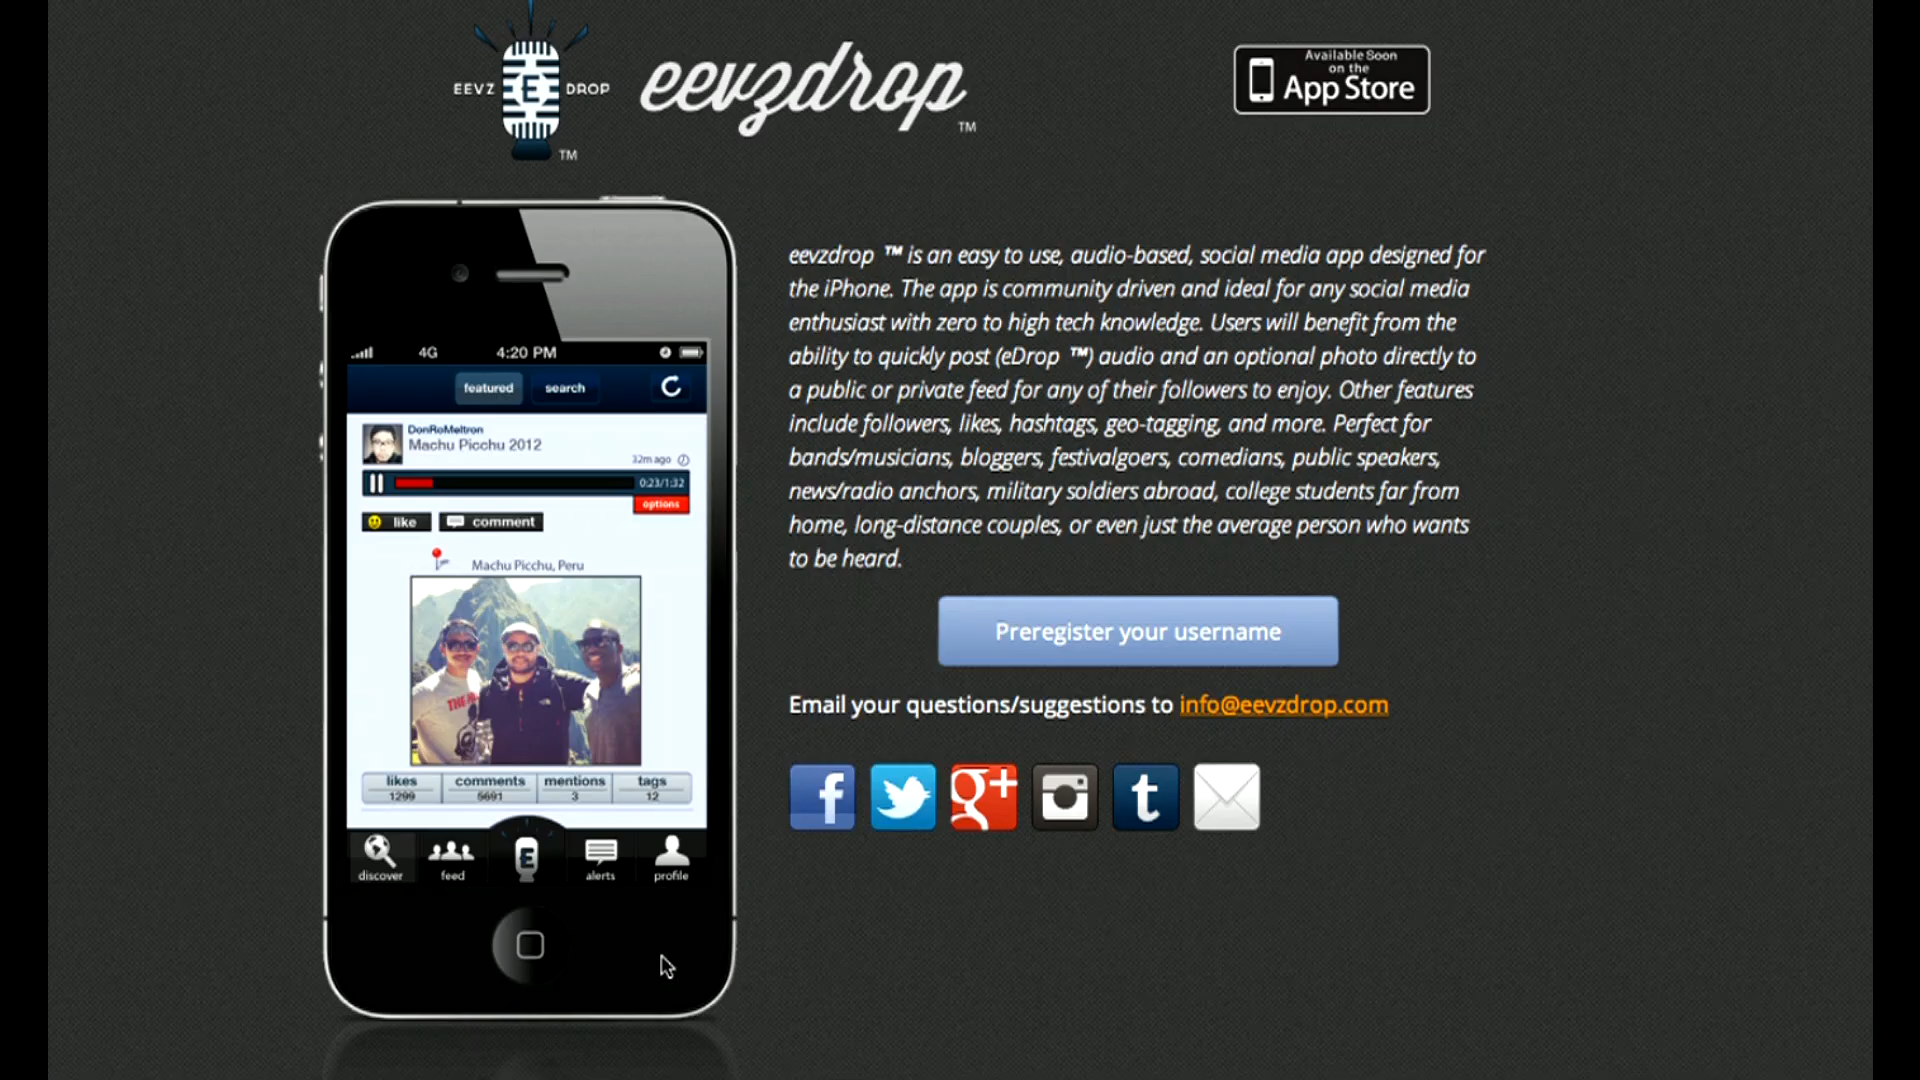 EEVZ E DROP
TM
eevzdrop
TM
Available Soon
on the
App Store
4G
4:20 PM
featured
search
DonRoMeltron
Machu Picchu 2012
32m ago
0:23/1:32
options
like
comment
Machu Picchu, Peru
likes
comments
mentions
tags
1299
5691
3
12
discover
feed
E
alerts
profile
eevzdrop ™ is an easy to use, audio-based, social media app designed for
the iPhone. The app is community driven and ideal for any social media
enthusiast with zero to high tech knowledge. Users will benefit from the
ability to quickly post (eDrop ™) audio and an optional photo directly to
a public or private feed for any of their followers to enjoy. Other features
include followers, likes, hashtags, geo-tagging, and more. Perfect for
bands/musicians, bloggers, festivalgoers, comedians, public speakers,
news/radio anchors, military soldiers abroad, college students far from
home, long-distance couples, or even just the average person who wants
to be heard.
Preregister your username
Email your questions/suggestions to info@eevzdrop.com
f
g+
t